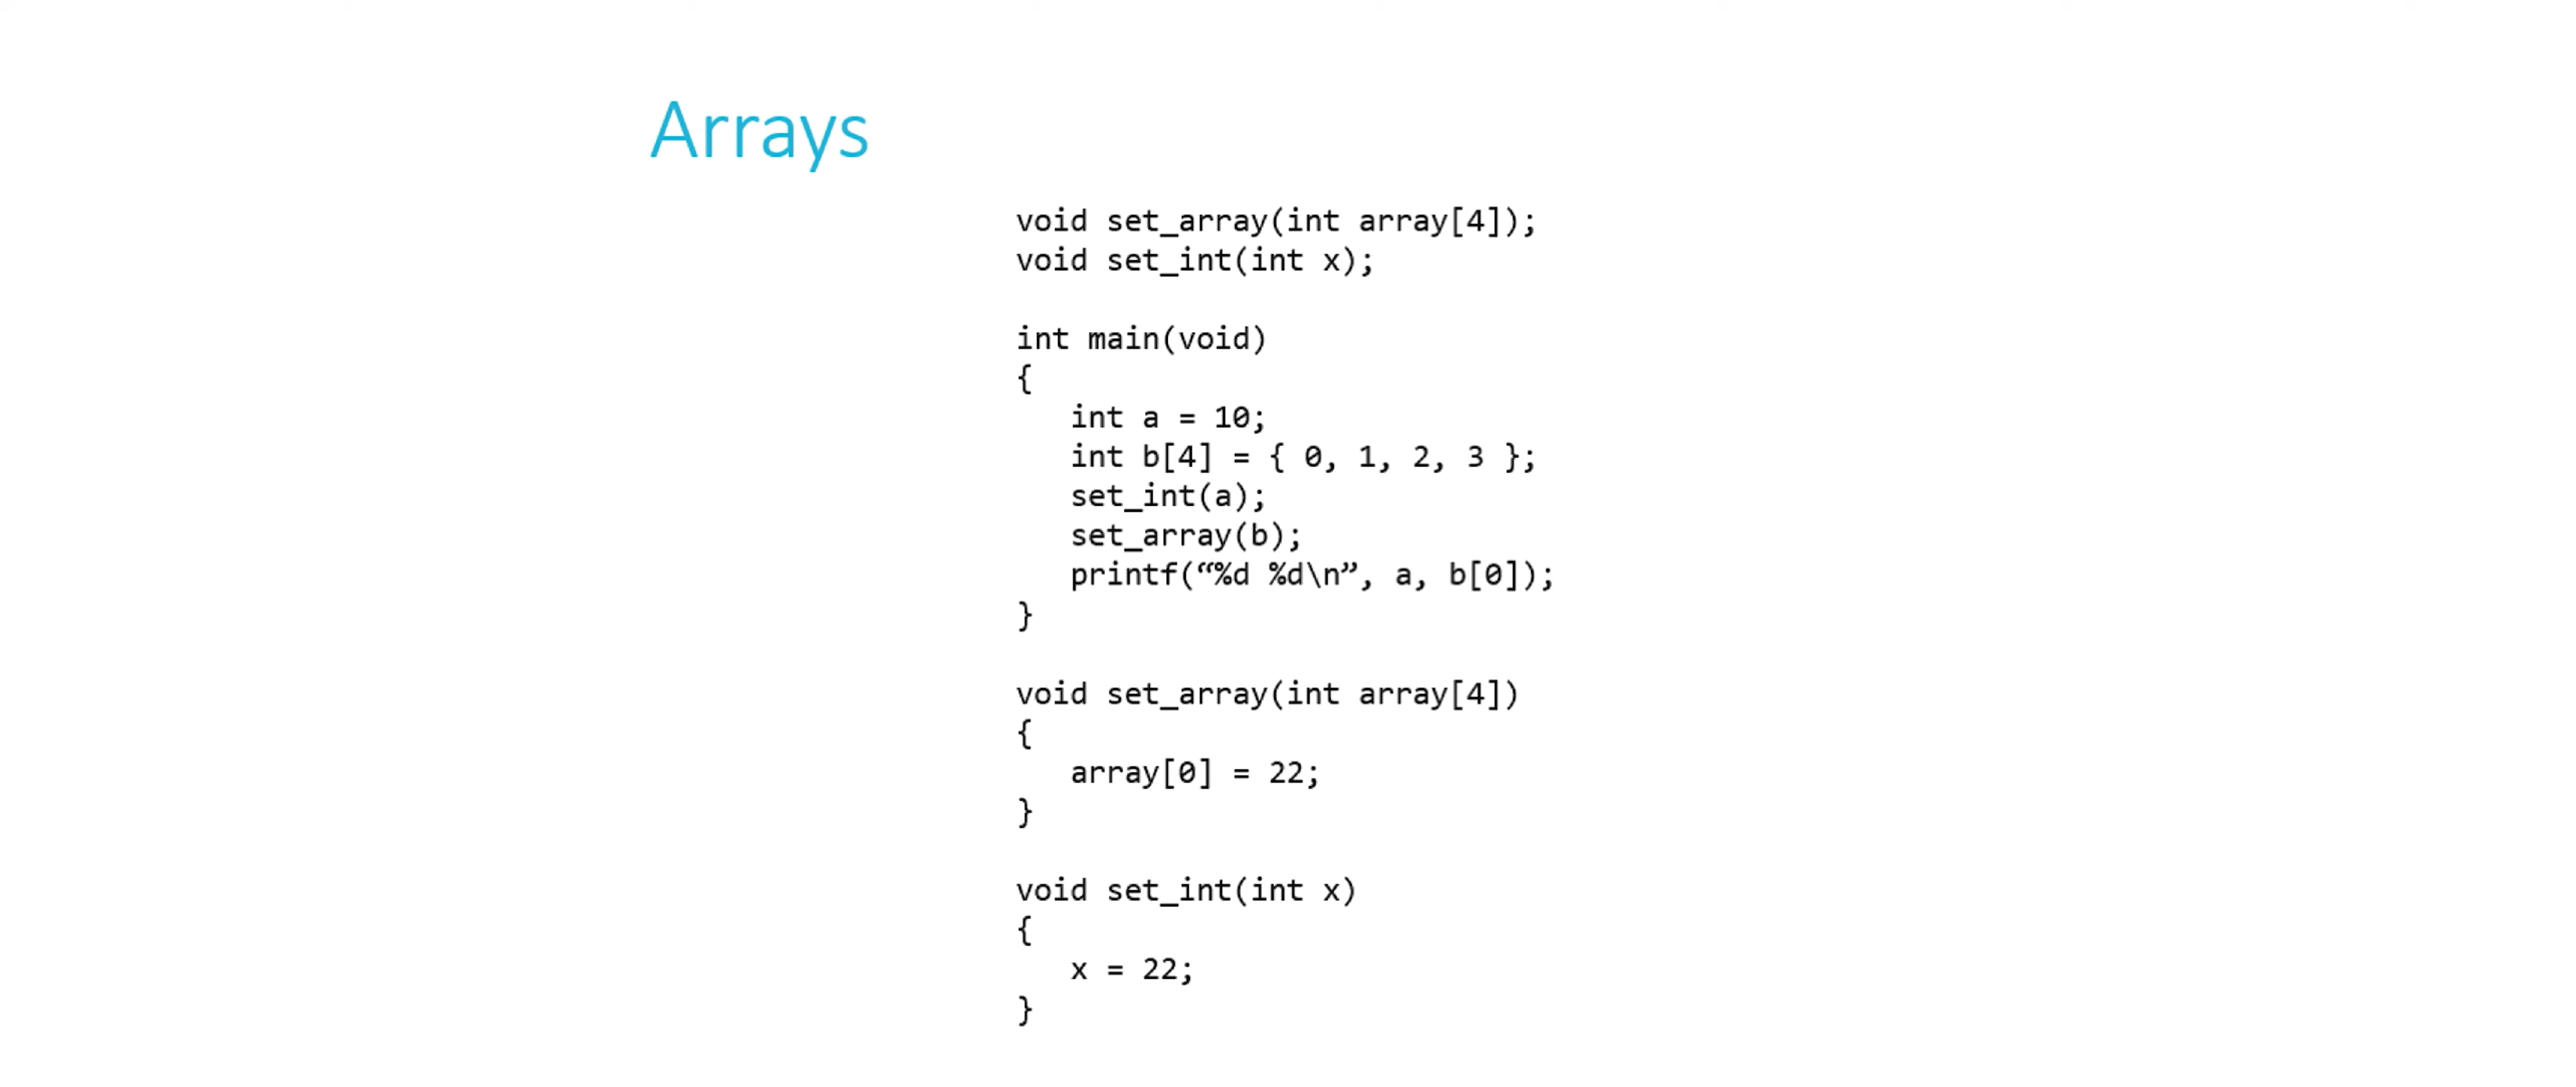 Arrays
void set_array(int array[4]);
void set_int(int x);
int main(void)
{
int a = 10;
int b[4] = { 0, 1, 2, 3 };
set_int(a);
set_array(b);
printf(“%d %d\n”, a, b[0]);
}
void set_array(int array[4])
{
array[0] = 22;
}
void set_int(int x)
{
x = 22;
}